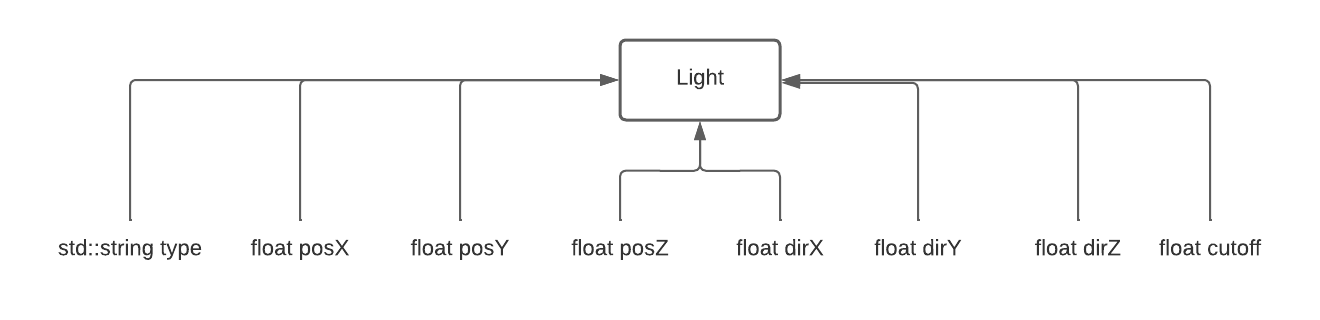 Light
std::string type
float posX
float posY
float posZ
float dirX
float dirY
float dirZ
float cutoff